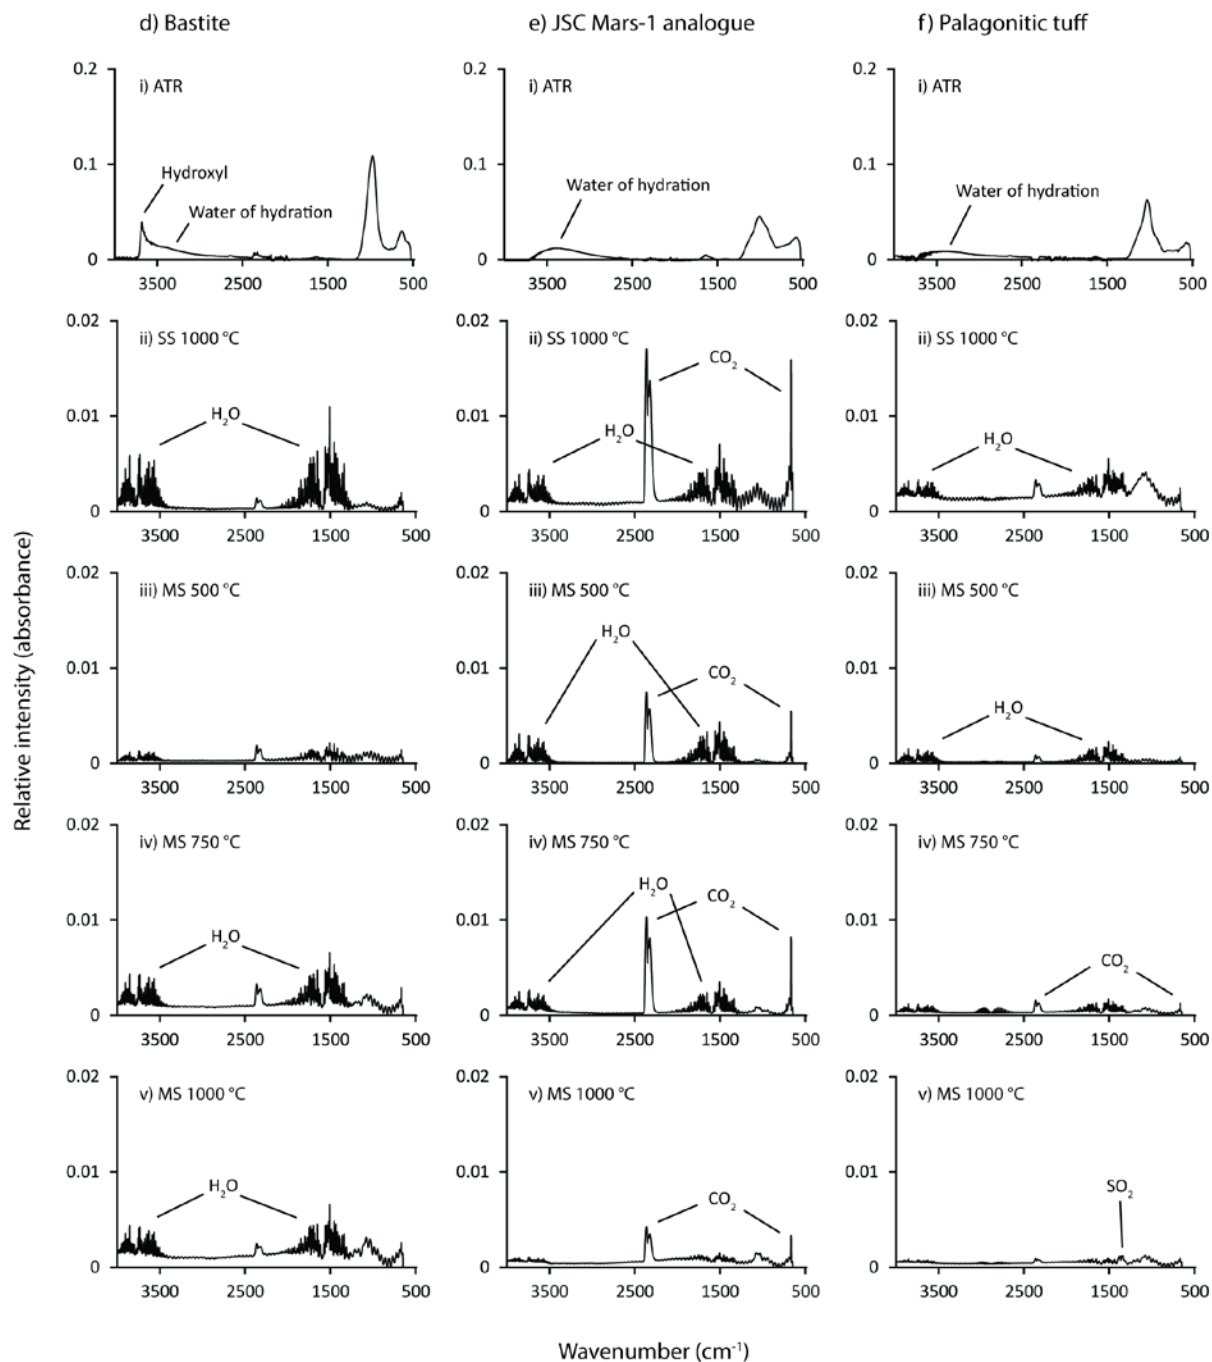 d) Bastite
e) JSC Mars-1 analogue
f) Palagonitic tuff
Relative intensity (absorbance)
i) ATR
0.2
0.1
0
Hydroxyl
Water of hydration
3500 2500 1500 500
i) ATR
0.2
0.1
0
Water of hydration
3500 2500 1500 500
i) ATR
0.2
0.1
0
Water of hydration
3500 2500 1500 500
ii) SS 1000 °C
0.02
0.01
0
H₂O
3500 2500 1500 500
ii) SS 1000 °C
0.02
0.01
0
CO₂
H₂O
3500 2500 1500 500
ii) SS 1000 °C
0.02
0.01
0
H₂O
3500 2500 1500 500
iii) MS 500 °C
0.02
0.01
0
3500 2500 1500 500
iii) MS 500 °C
0.02
0.01
0
H₂O
CO₂
3500 2500 1500 500
iii) MS 500 °C
0.02
0.01
0
H₂O
3500 2500 1500 500
iv) MS 750 °C
0.02
0.01
0
H₂O
3500 2500 1500 500
iv) MS 750 °C
0.02
0.01
0
H₂O
CO₂
3500 2500 1500 500
iv) MS 750 °C
0.02
0.01
0
CO₂
3500 2500 1500 500
v) MS 1000 °C
0.02
0.01
0
H₂O
3500 2500 1500 500
v) MS 1000 °C
0.02
0.01
0
CO₂
3500 2500 1500 500
v) MS 1000 °C
0.02
0.01
0
SO₂
3500 2500 1500 500
Wavenumber (cm⁻¹)